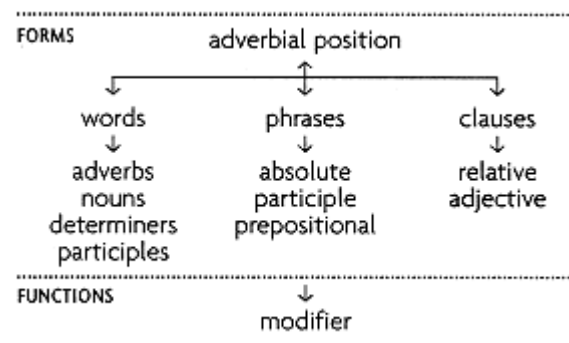 FORMS
adverbial position
words phrases clauses
adverbs absolute relative
nouns participle adjective
determiners prepositional
participles
FUNCTIONS
modifier